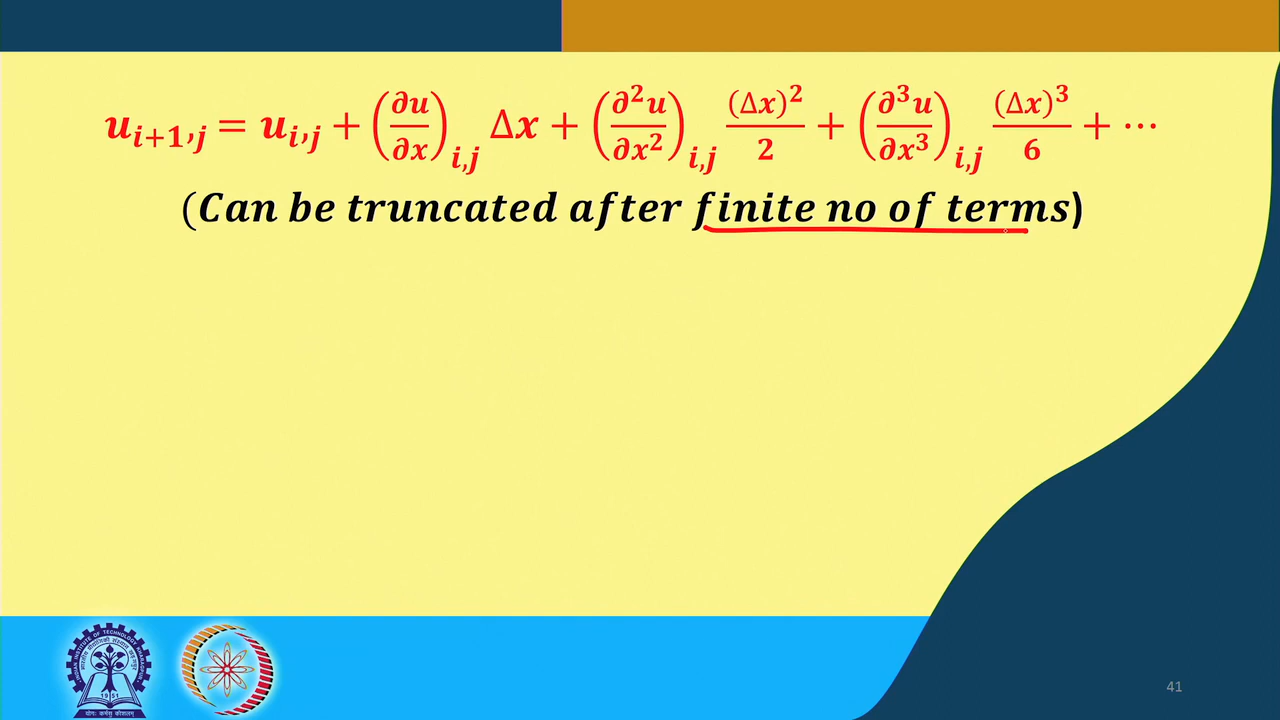 u_{i+1,j} = u_{i,j} + (∂u/∂x)_{i,j} Δx + (∂²u/∂x²)_{i,j} (Δx)²/2 + (∂³u/∂x³)_{i,j} (Δx)³/6 + ⋯
(Can be truncated after finite no of terms)
41